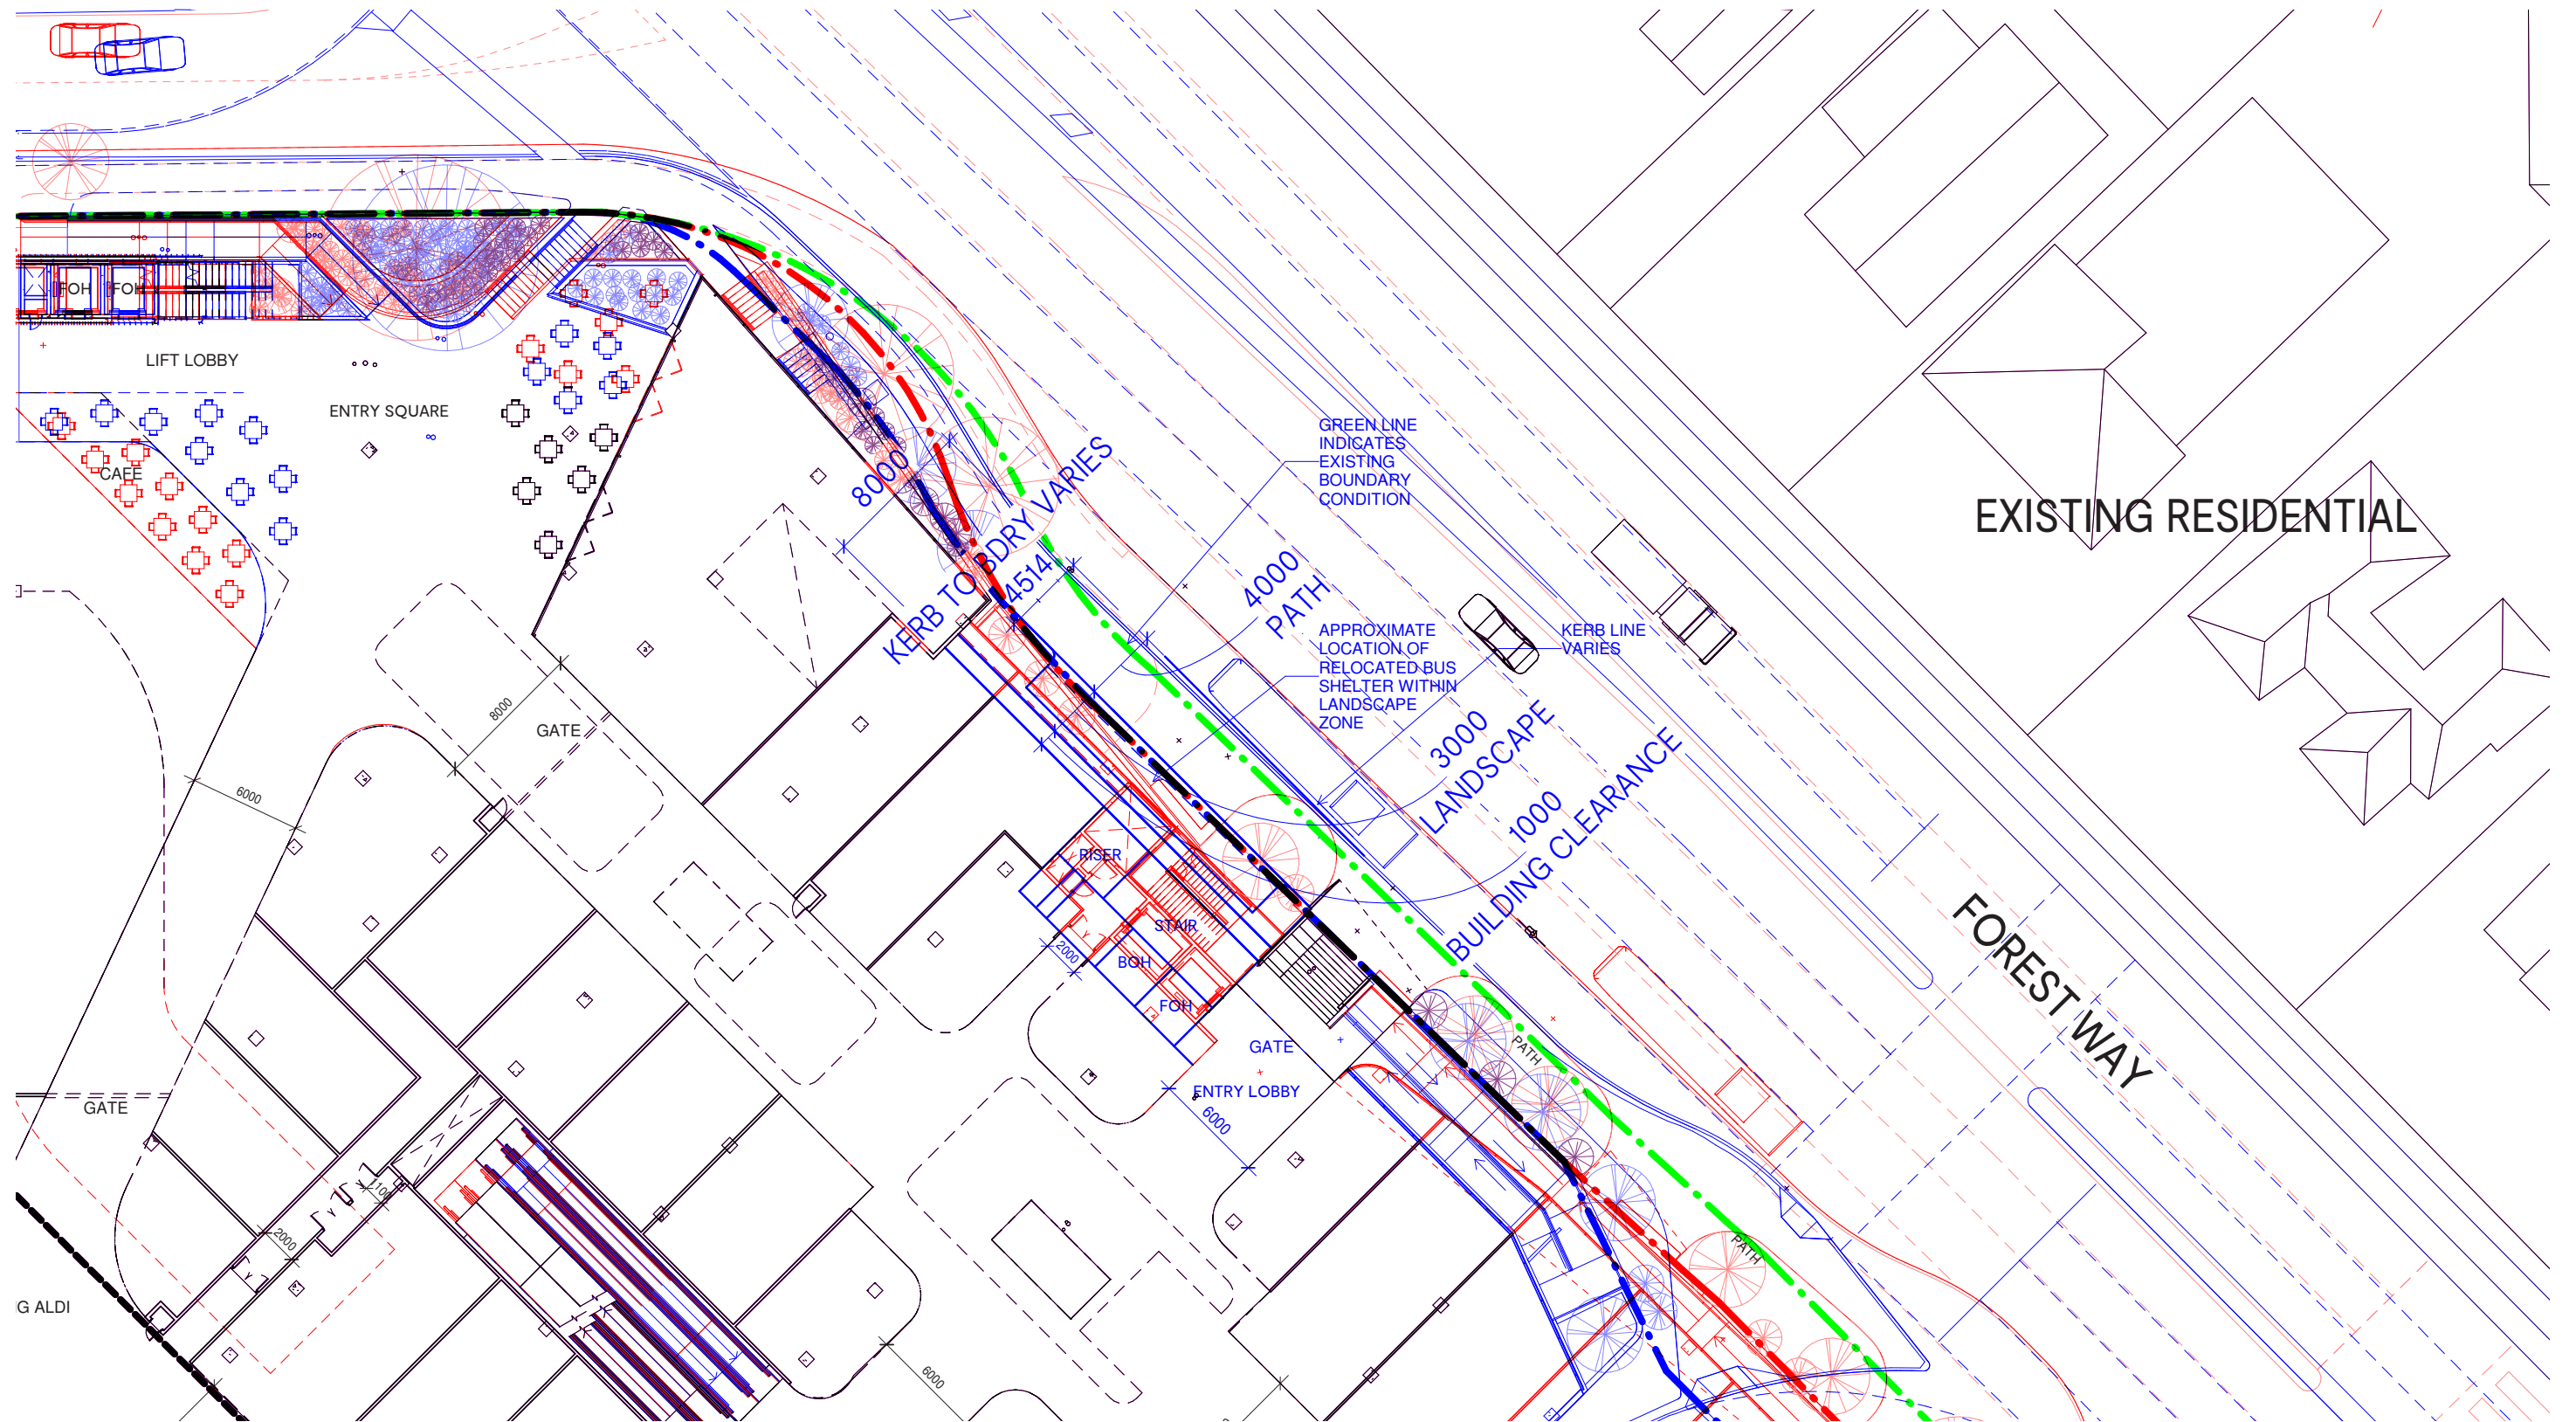 FOH
FOH
LIFT LOBBY
ENTRY SQUARE
CAFE
8000
KERB TO BDRY VARIES
4514
GREEN LINE
INDICATES
EXISTING
BOUNDARY
CONDITION
4000
PATH
APPROXIMATE
LOCATION OF
RELOCATED BUS
SHELTER WITHIN
LANDSCAPE
ZONE
KERB LINE
VARIES
EXISTING RESIDENTIAL
3000
LANDSCAPE
1000
BUILDING CLEARANCE
FOREST WAY
8000
GATE
6000
RISER
STAIR
BOH
FOH
2000
GATE
ENTRY LOBBY
6000
PATH
PATH
GATE
1100
2000
G ALDI
6000